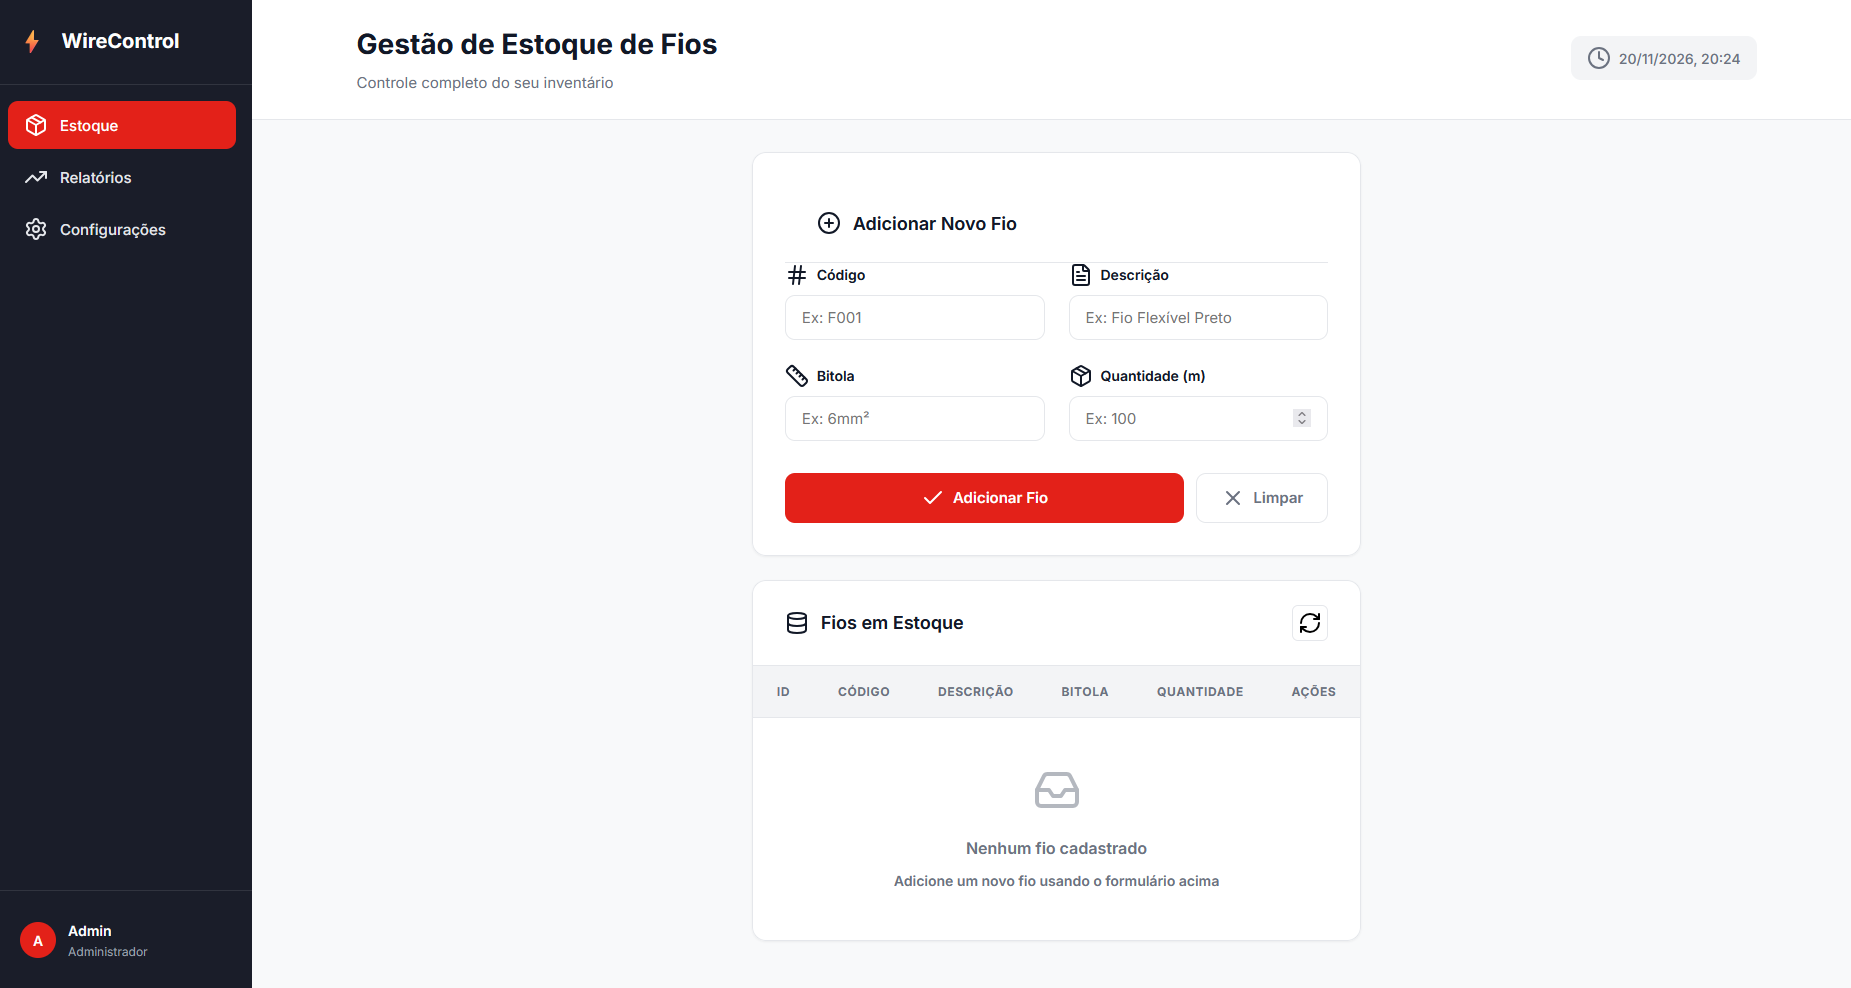 WireControl
Estoque
Relatórios
Configurações
Admin
A
Administrador
Gestão de Estoque de Fios
Controle completo do seu inventário
20/11/2026, 20:24
Adicionar Novo Fio
Código
Descrição
Ex: F001
Ex: Fio Flexível Preto
Bitola
Quantidade (m)
Ex: 6mm²
Ex: 100
Adicionar Fio
Limpar
Fios em Estoque
ID CÓDIGO DESCRIÇÃO BITOLA QUANTIDADE AÇÕES
Nenhum fio cadastrado
Adicione um novo fio usando o formulário acima